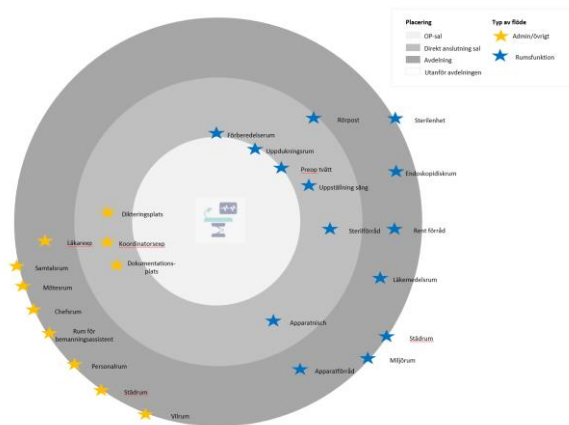 Placering
OP-sal
Direkt anslutning sal
Avdelning
Utanför avdelningen
Typ av flöde
Admin/övrigt
Rumsfunktion
Förberedelserum
Uppdukningsrum
Preop tvätt
Uppställning säng
Rörpost
Sterilenhet
Endoskopidiskrum
Sterilförråd
Rent förråd
Läkemedelsrum
Apparatnisch
Städrum
Miljörum
Apparatförråd
Dikteringsplats
Koordinatorsexp
Dokumentations-
plats
Läkarexp
Samtalsrum
Mötesrum
Chefsrum
Rum för
bemanningsassistent
Personalrum
Städrum
Vilrum